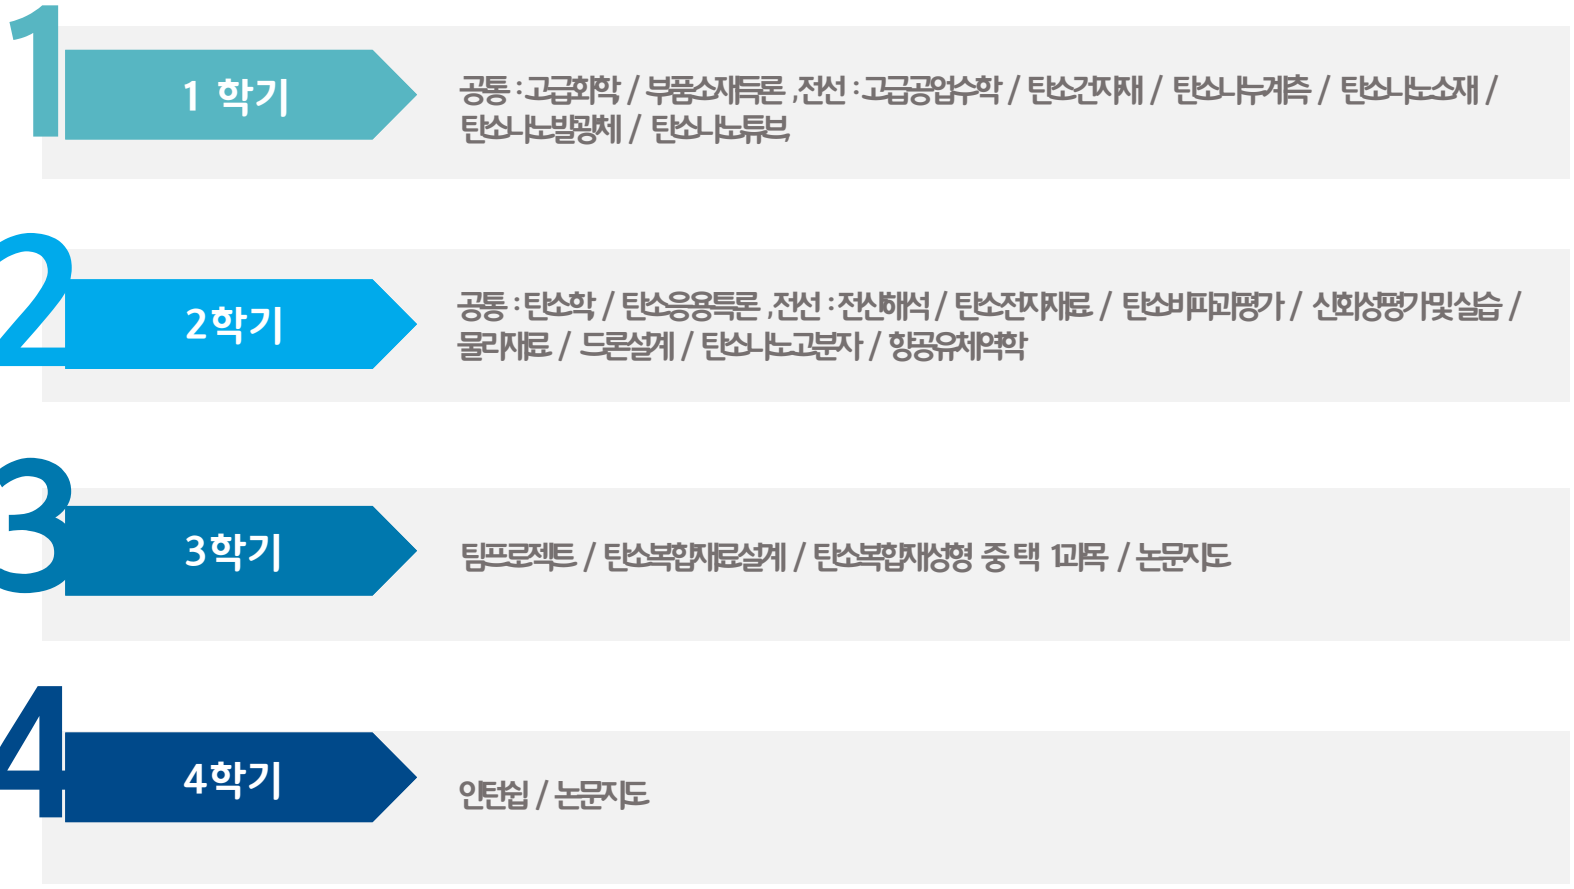 1
1 학기
공통 : 고급화학 / 부품소재특론 ,전선 : 고급공업수학 / 탄소건자재 / 탄소나누계측 / 탄소나노소재 /
탄소나노발광체 / 탄소나노튜브,
2
2학기
공통 : 탄소학 / 탄소응용특론 ,전선 : 전산해석 / 탄소전자재료 / 탄소비파괴평가 / 신뢰성평가및실습 /
물리재료 / 드론설계 / 탄소나노고분자 / 항공유체역학
3
3학기
팀프로젝트 / 탄소복합재료설계 / 탄소복합재성형 중 택 1과목 / 논문지도
4
4학기
인턴쉽 / 논문지도